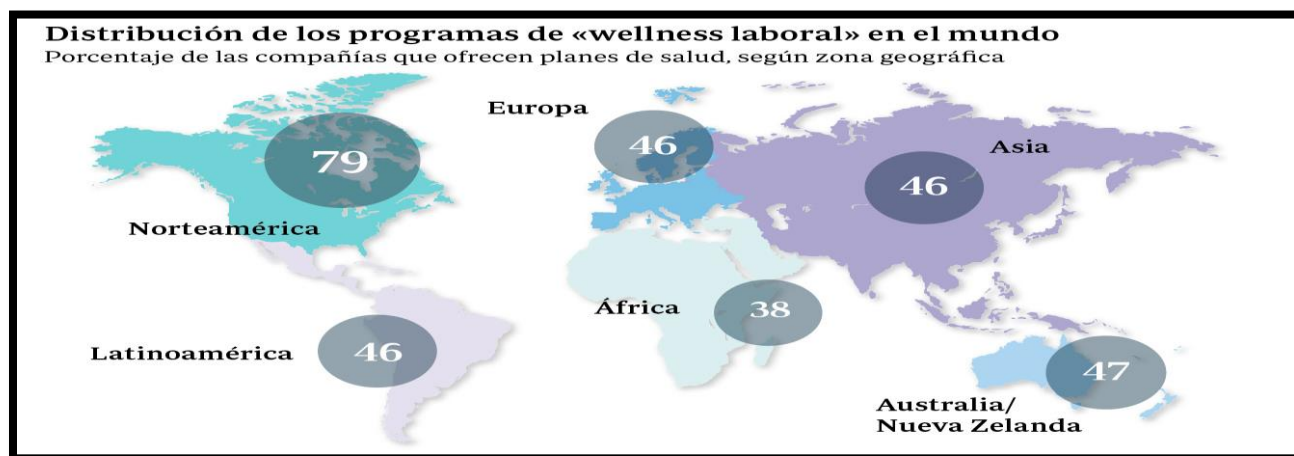 Distribución de los programas de «wellness laboral» en el mundo
Porcentaje de las compañías que ofrecen planes de salud, según zona geográfica
Europa
46
Asia
79
46
Norteamérica
África
38
Latinoamérica
46
47
Australia/
Nueva Zelanda